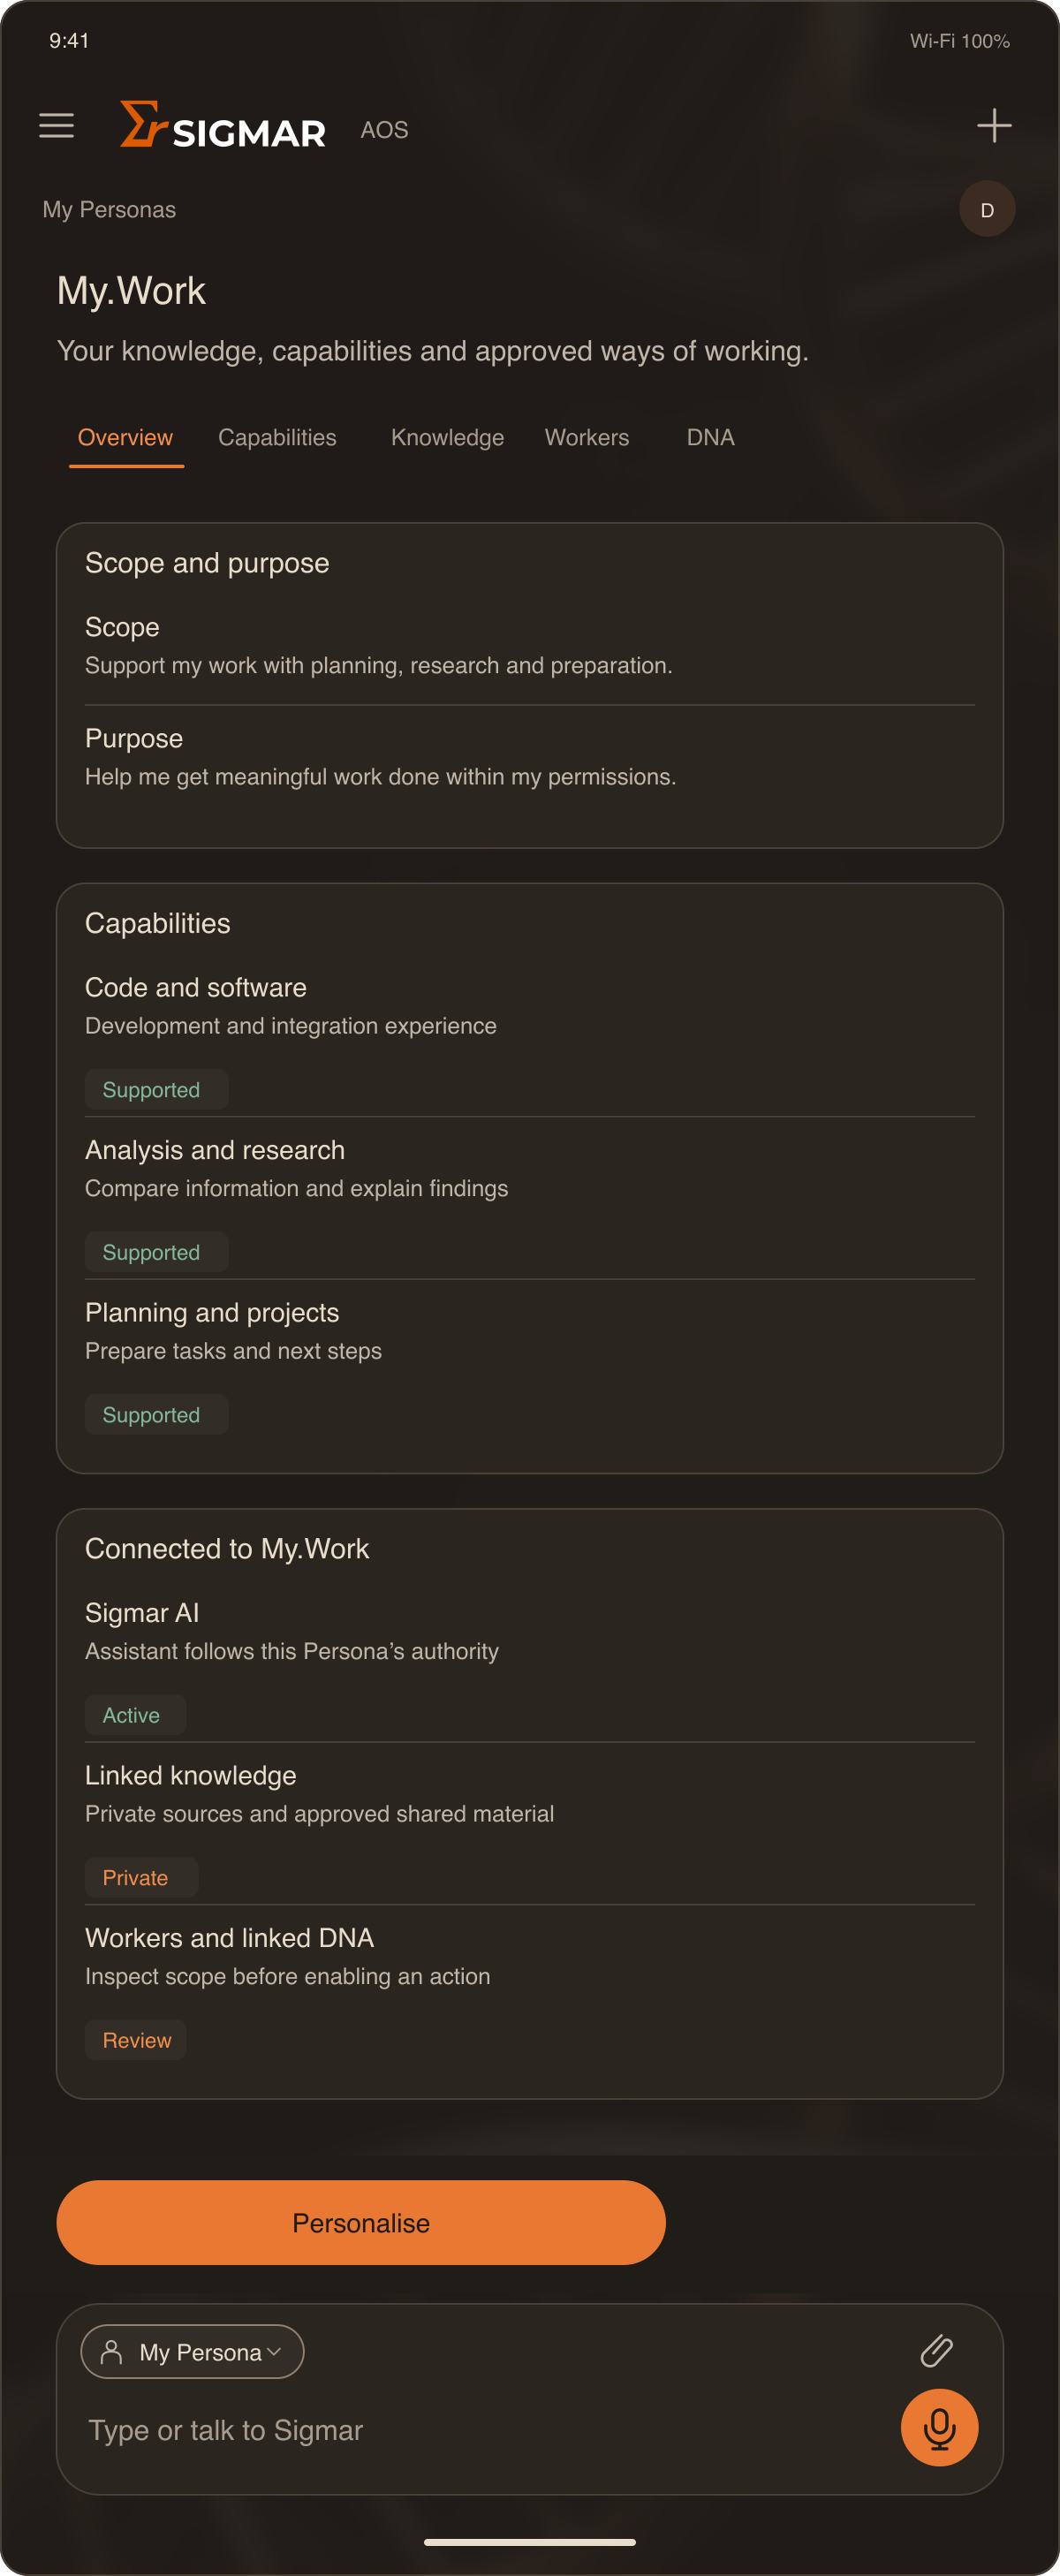 9:41
Wi-Fi 100%
Σr SIGMAR AOS
My Personas
D
My.Work
Your knowledge, capabilities and approved ways of working.
Overview Capabilities Knowledge Workers DNA
Scope and purpose
Scope
Support my work with planning, research and preparation.
Purpose
Help me get meaningful work done within my permissions.
Capabilities
Code and software
Development and integration experience
Supported
Analysis and research
Compare information and explain findings
Supported
Planning and projects
Prepare tasks and next steps
Supported
Connected to My.Work
Sigmar AI
Assistant follows this Persona’s authority
Active
Linked knowledge
Private sources and approved shared material
Private
Workers and linked DNA
Inspect scope before enabling an action
Review
Personalise
My Persona
Type or talk to Sigmar